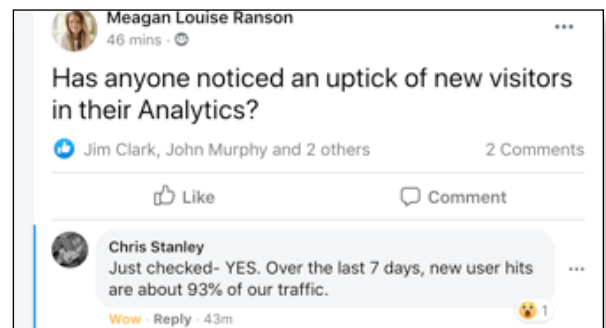 Meagan Louise Ranson
46 mins ·
Has anyone noticed an uptick of new visitors
in their Analytics?
Jim Clark, John Murphy and 2 others 2 Comments
Like Comment
Chris Stanley
Just checked- YES. Over the last 7 days, new user hits
are about 93% of our traffic.
1
Wow · Reply · 43m